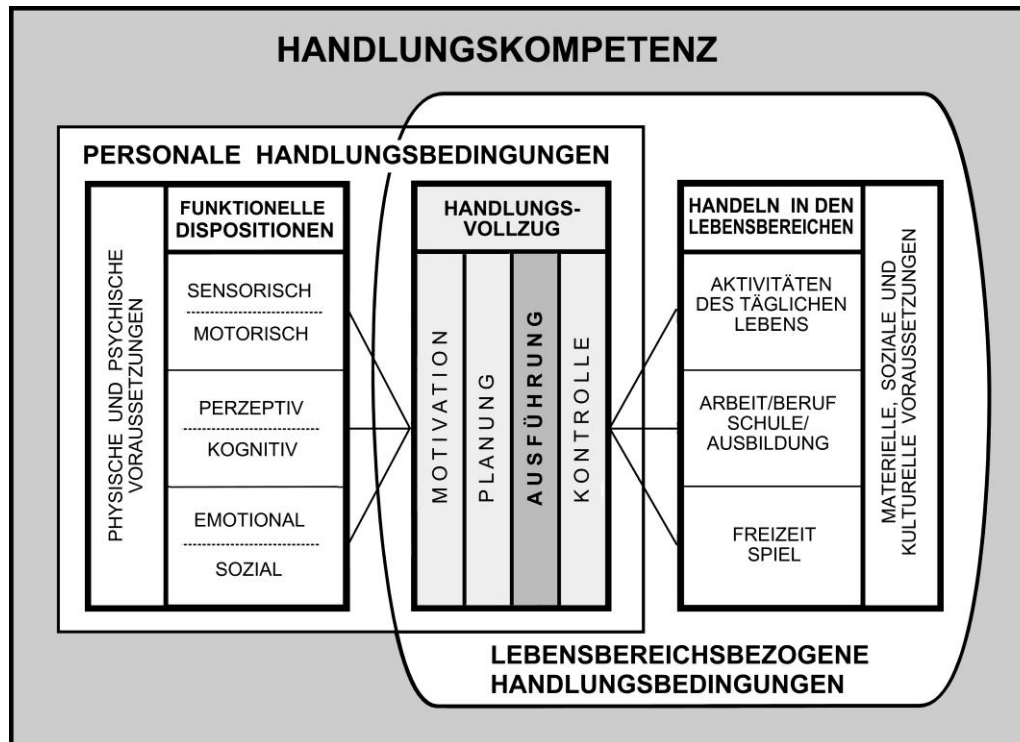 HANDLUNGSKOMPETENZ
PERSONALE HANDLUNGSBEDINGUNGEN
PHYSISCHE UND PSYCHISCHE
VORAUSSETZUNGEN
FUNKTIONELLE
DISPOSITIONEN
SENSORISCH
MOTORISCH
PERZEPTIV
KOGNITIV
EMOTIONAL
SOZIAL
HANDLUNGS-
VOLLZUG
MOTIVATION
PLANUNG
AUSFÜHRUNG
KONTROLLE
HANDELN IN DEN
LEBENSBEREICHEN
AKTIVITÄTEN
DES TÄGLICHEN
LEBENS
ARBEIT/BERUF
SCHULE/
AUSBILDUNG
FREIZEIT
SPIEL
MATERIELLE, SOZIALE UND
KULTURELLE VORAUSSETZUNGEN
LEBENSBEREICHSBEZOGENE
HANDLUNGSBEDINGUNGEN